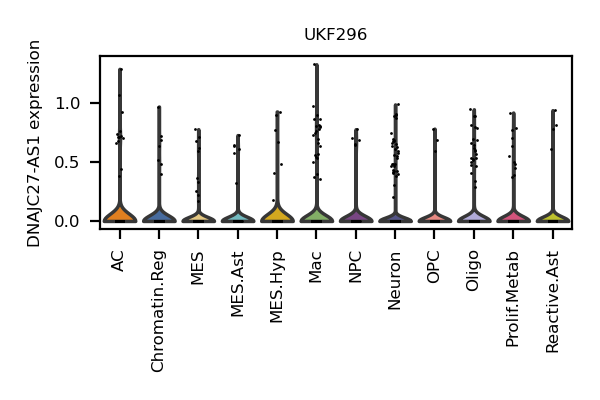 UKF296
DNAJC27-AS1 expression
1.0
0.5
0.0
AC
Chromatin.Reg
MES
MES.Ast
MES.Hyp
Mac
NPC
Neuron
OPC
Oligo
Prolif.Metab
Reactive.Ast